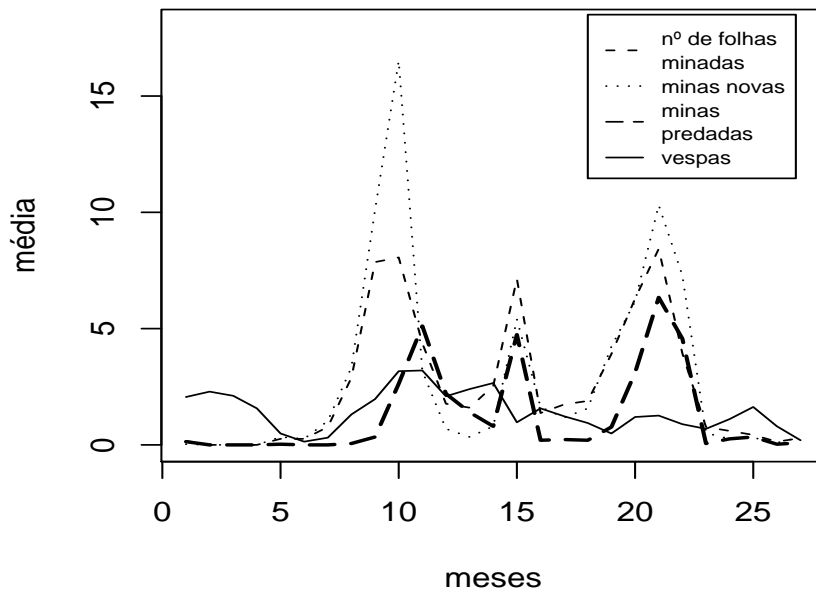 nº de folhas
minadas
minas novas
minas
predadas
vespas
15
10
5
0
média
0 5 10 15 20 25
meses